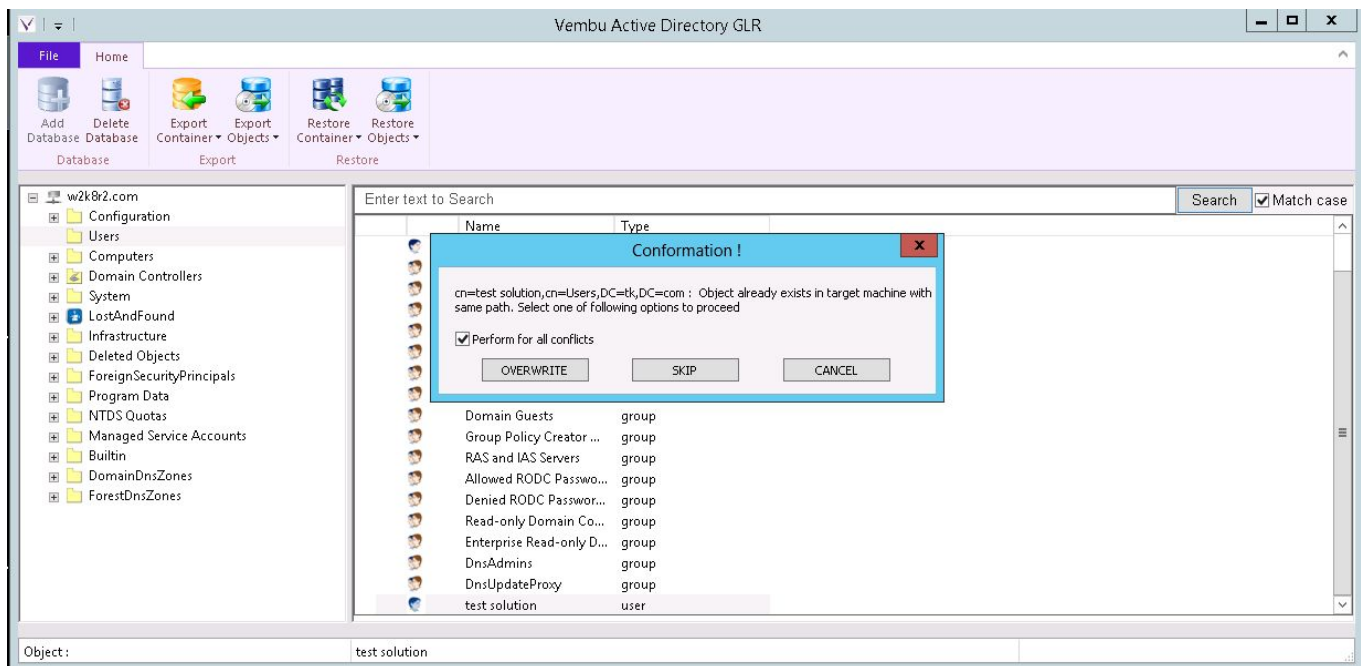 Vembu Active Directory GLR
File Home
Add Database
Delete Database
Export Container
Export Objects
Restore Container
Restore Objects
Database Export Restore
Enter text to Search Search Match case
w2k8r2.com
Configuration
Users
Computers
Domain Controllers
System
LostAndFound
Infrastructure
Deleted Objects
ForeignSecurityPrincipals
Program Data
NTDS Quotas
Managed Service Accounts
Builtin
DomainDnsZones
ForestDnsZones
Name Type
Conformation !
cn=test solution,cn=Users,DC=tk,DC=com : Object already exists in target machine with
same path. Select one of following options to proceed
Perform for all conflicts
OVERWRITE SKIP CANCEL
Domain Guests group
Group Policy Creator ... group
RAS and IAS Servers group
Allowed RODC Passwo... group
Denied RODC Passwor... group
Read-only Domain Co... group
Enterprise Read-only D... group
DnsAdmins group
DnsUpdateProxy group
test solution user
Object : test solution